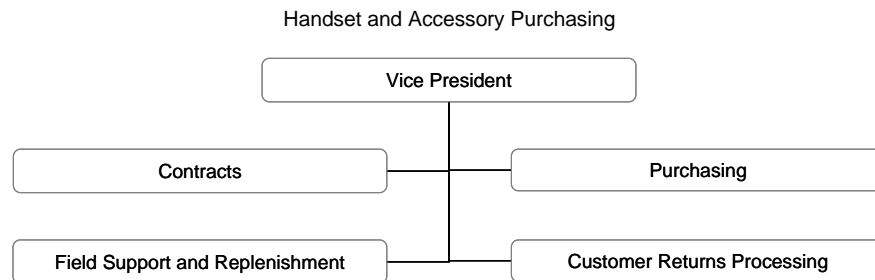 Handset and Accessory Purchasing
Vice President
Contracts
Purchasing
Field Support and Replenishment
Customer Returns Processing